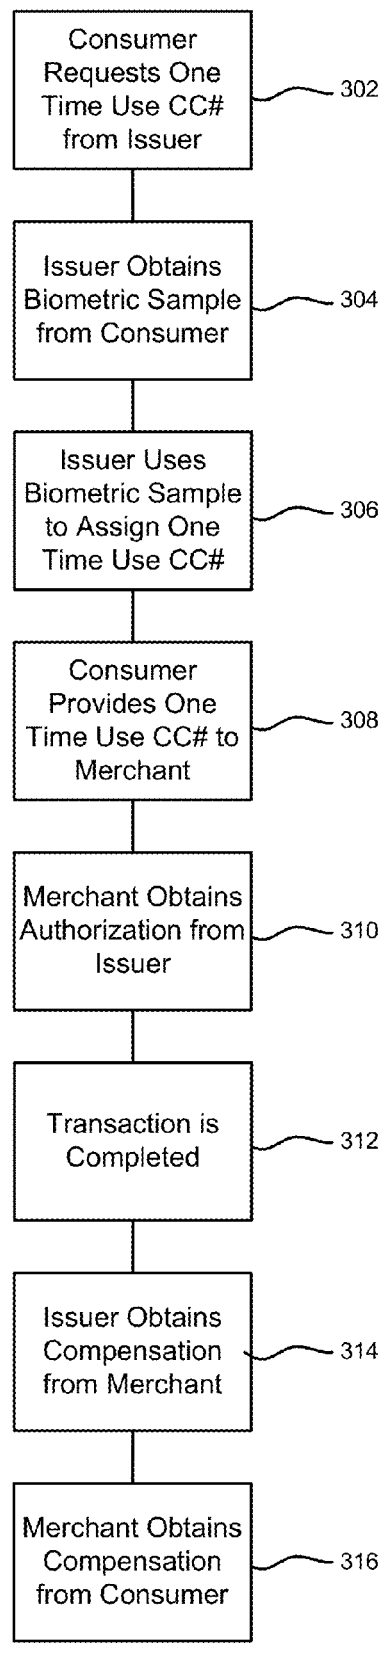 Consumer
Requests One
Time Use CC#
from Issuer
302
Issuer Obtains
Biometric Sample
from Consumer
304
Issuer Uses
Biometric Sample
to Assign One
Time Use CC#
306
Consumer
Provides One
Time Use CC# to
Merchant
308
Merchant Obtains
Authorization from
Issuer
310
Transaction is
Completed
312
Issuer Obtains
Compensation
from Merchant
314
Merchant Obtains
Compensation
from Consumer
316